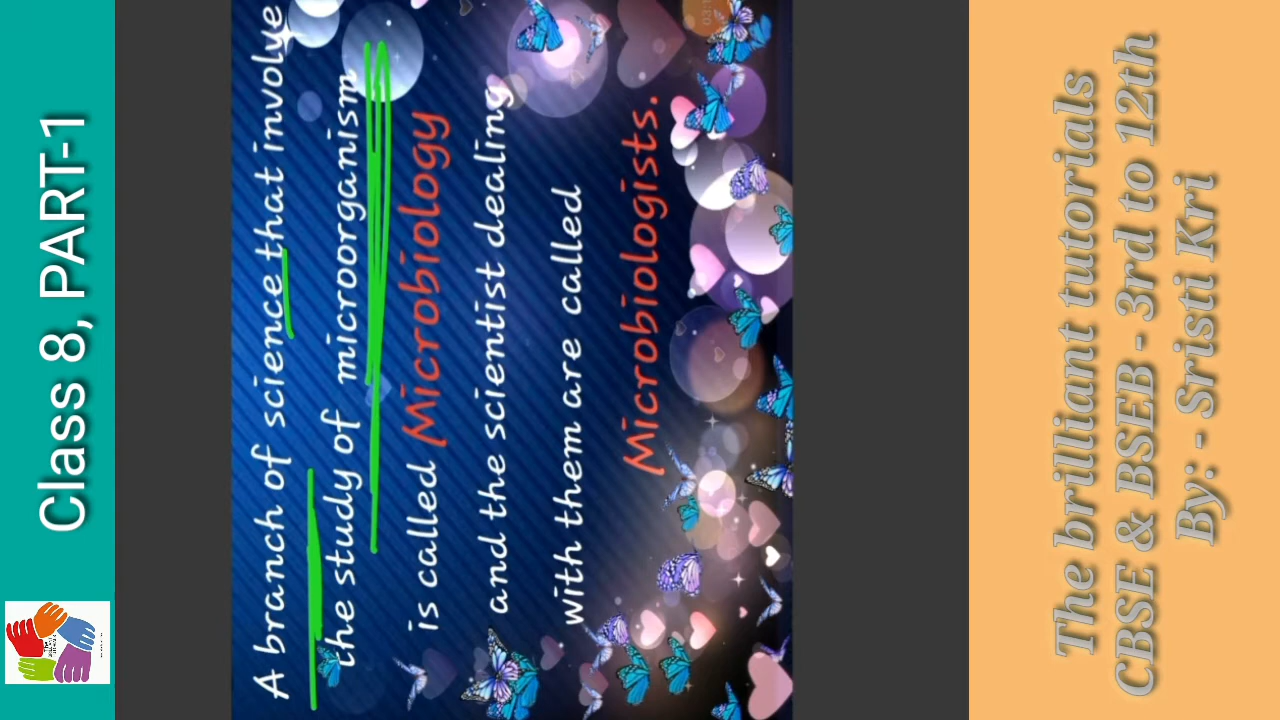 Class 8, PART-1
A branch of science that involve
the study of microorganism
is called Microbiology
and the scientist dealing
with them are called
Microbiologists.
The brilliant tutorials
CBSE & BSEB - 3rd to 12th
By: - Sristi Kri